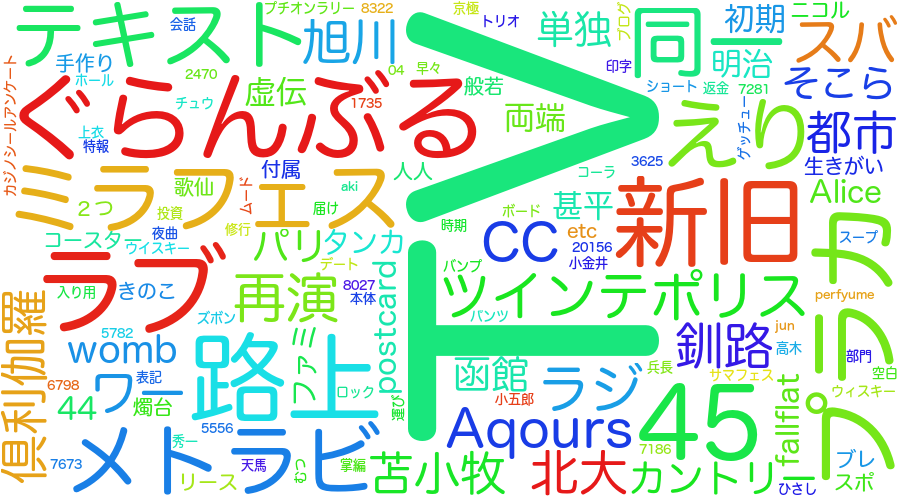 テキスト
会話
プチオンラリー
8322
京極
トリオ
ブログ
単独
同一
初期
ニコル
スバ
手作り
旭川
ホール
2470
04
早々
印字
明治
そこら
カジノシールアンケート
ぐらんぶる
チュウ
虚伝
1735
般若
両端
ショート
返金
7281
ゲッチュー
えり
都市
上衣
特報
TV
3625
生きがい
ミラフェス
歌仙
付属
人人
コーラ
Alice
2つ
投資
ムード
届け
aki
ボード
甚平
新旧
プラカ
夜曲
修行
時期
etc
コースター
ウイスキー
パリ
タンカ
CC
20156
小金井
スープ
ラブ
デート
バンプ
入り用
きのこ
再演
8027
本体
postcard
ツインテポリス
perfyume
倶利伽羅
ズボン
パンツ
jun
5782
womb
路上
ファミ
函館
釧路
高木
部門
6798
ワー
表記
ロック
ラジ
兵長
サマフェス
空白
44
燭台
運び
小五郎
45
fallflat
ウィスキー
5556
Aqours
メトラビ
秀一
7186
7673
天馬
掌編
苫小牧
北大
カントリー
ブレ
リース
むっ
スポ
ひさし